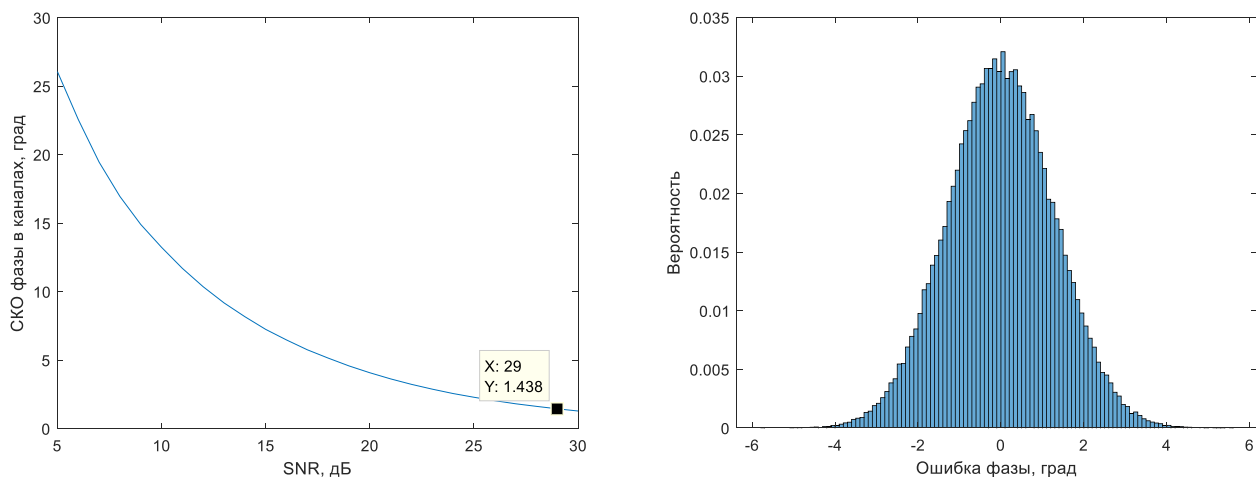 30
25
20
15
10
5
0
СКО фазы в каналах, град
X: 29
Y: 1.438
5 10 15 20 25 30
SNR, дБ
0.035
0.03
0.025
0.02
0.015
0.01
0.005
0
Вероятность
-6 -4 -2 0 2 4 6
Ошибка фазы, град